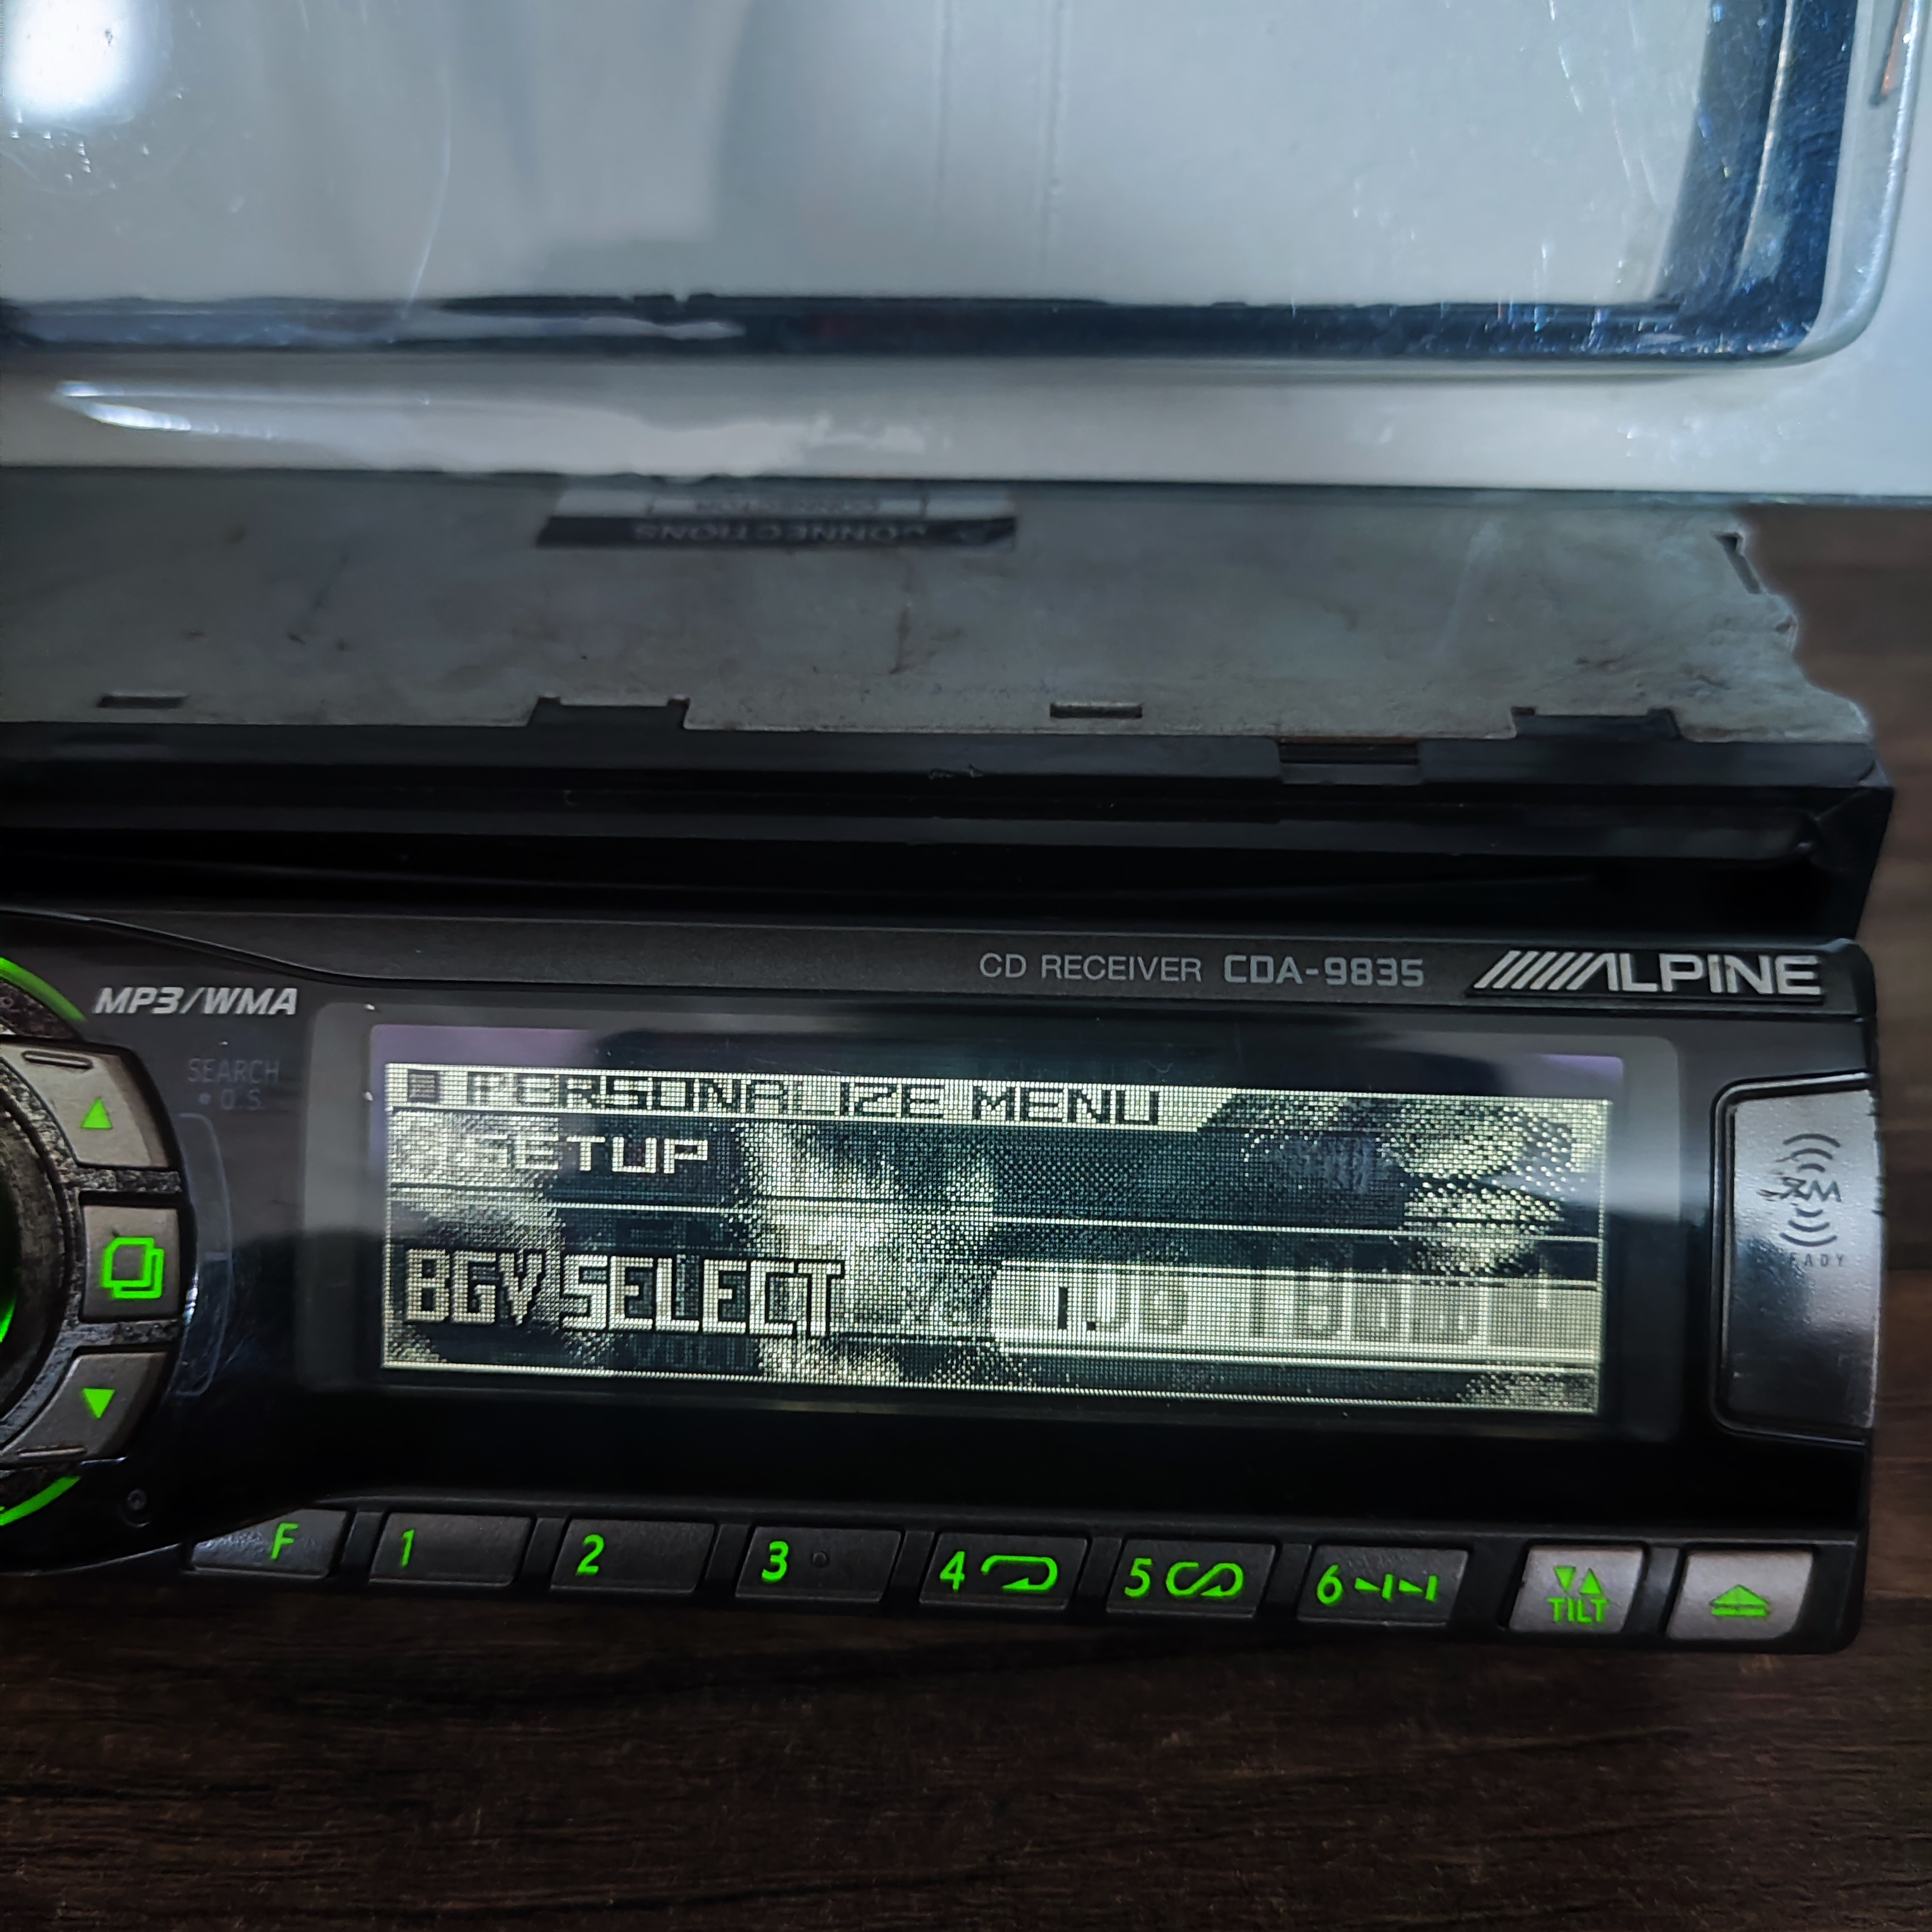 CONNECTIONS
CD RECEIVER CDA-9835 ALPINE
MP3/WMA
SEARCH
• Q.S.
PERSONALIZE MENU
SETUP
BGV SELECT
XM
F 1 2 3 4 5 6
TILT